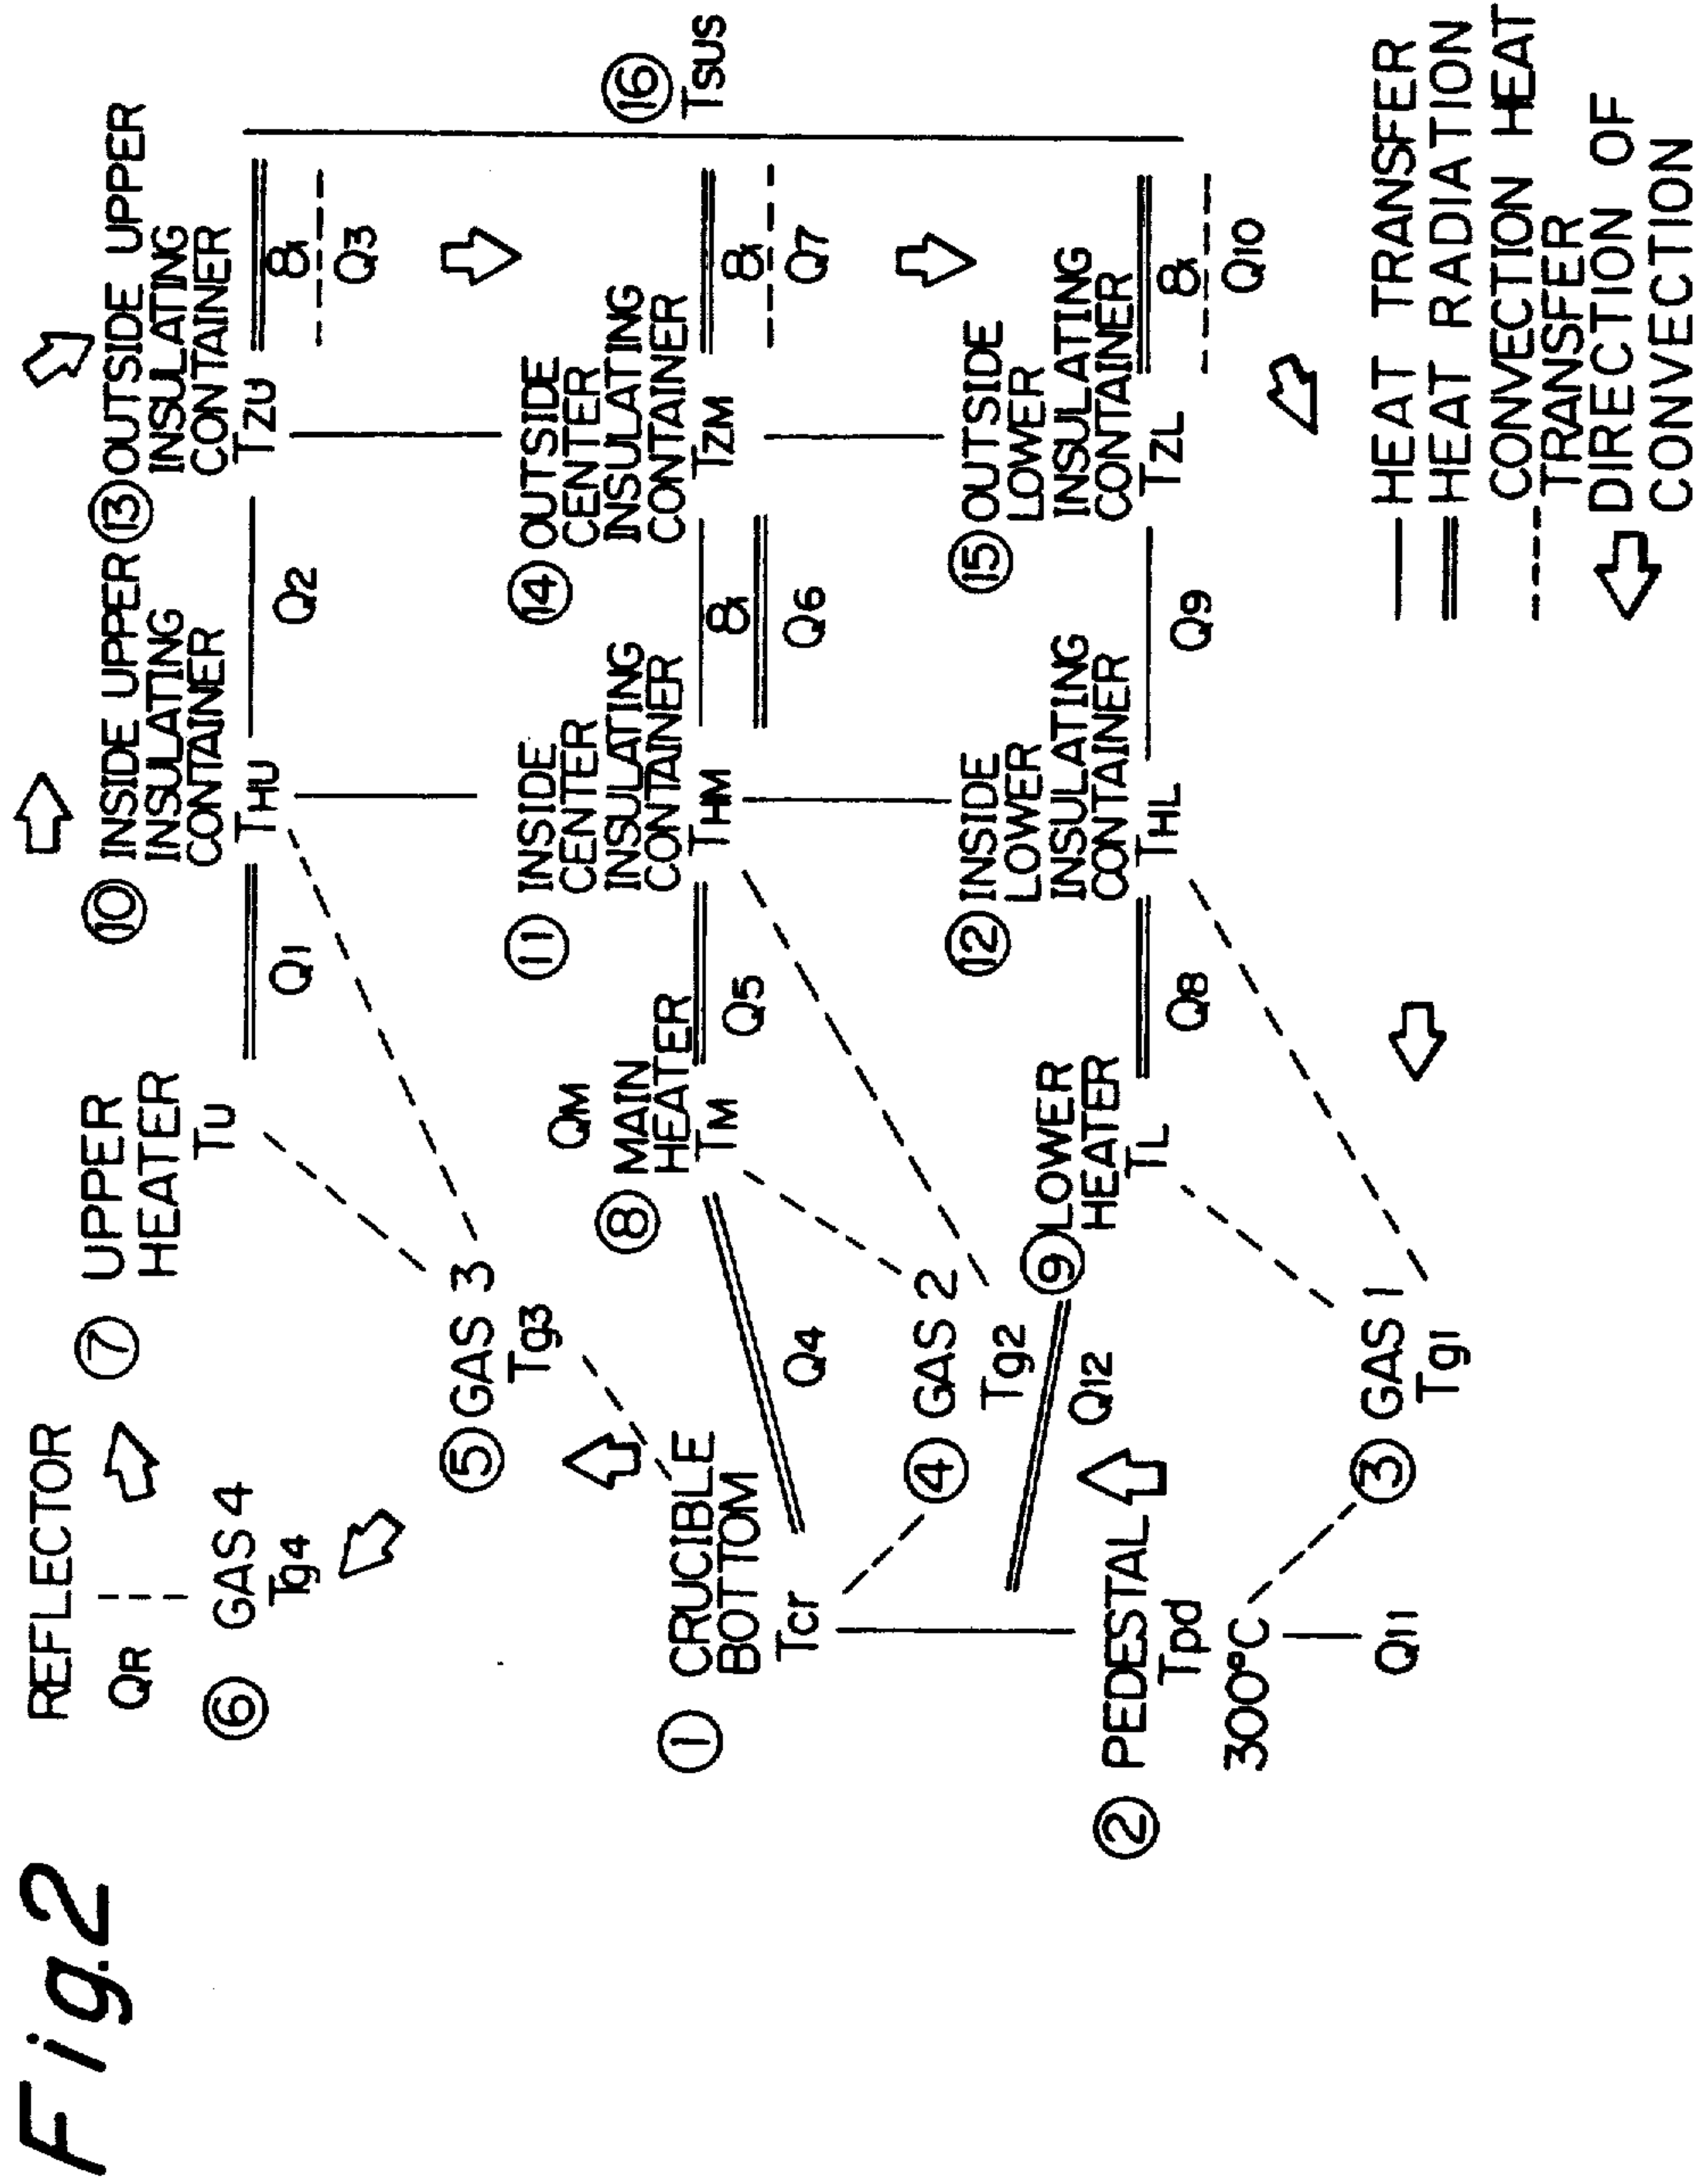 Fig.2
REFLECTOR
QR
⑥ GAS 4
Tg4
⑦ UPPER
HEATER
TU
Q1
⑩ INSIDE UPPER
INSULATING
CONTAINER
THU
Q2
⑬ OUTSIDE UPPER
INSULATING
CONTAINER
TZU
&
Q3
⑤ GAS 3
Tg3
① CRUCIBLE
BOTTOM
Tcr
Q4
QM
⑧ MAIN
HEATER
TM
Q5
⑪ INSIDE
CENTER
INSULATING
CONTAINER
THM
&
Q6
⑭ OUTSIDE
CENTER
INSULATING
CONTAINER
TZM
&
Q7
⑯
TSUS
④ GAS 2
Tg2
② PEDESTAL
Tpd
300°C
Q11
Q12
⑨ LOWER
HEATER
TL
Q8
⑫ INSIDE
LOWER
INSULATING
CONTAINER
THL
Q9
⑮ OUTSIDE
LOWER
INSULATING
CONTAINER
TZL
&
Q10
③ GAS 1
Tg1
HEAT TRANSFER
HEAT RADIATION
CONVECTION HEAT
TRANSFER
DIRECTION OF
CONVECTION